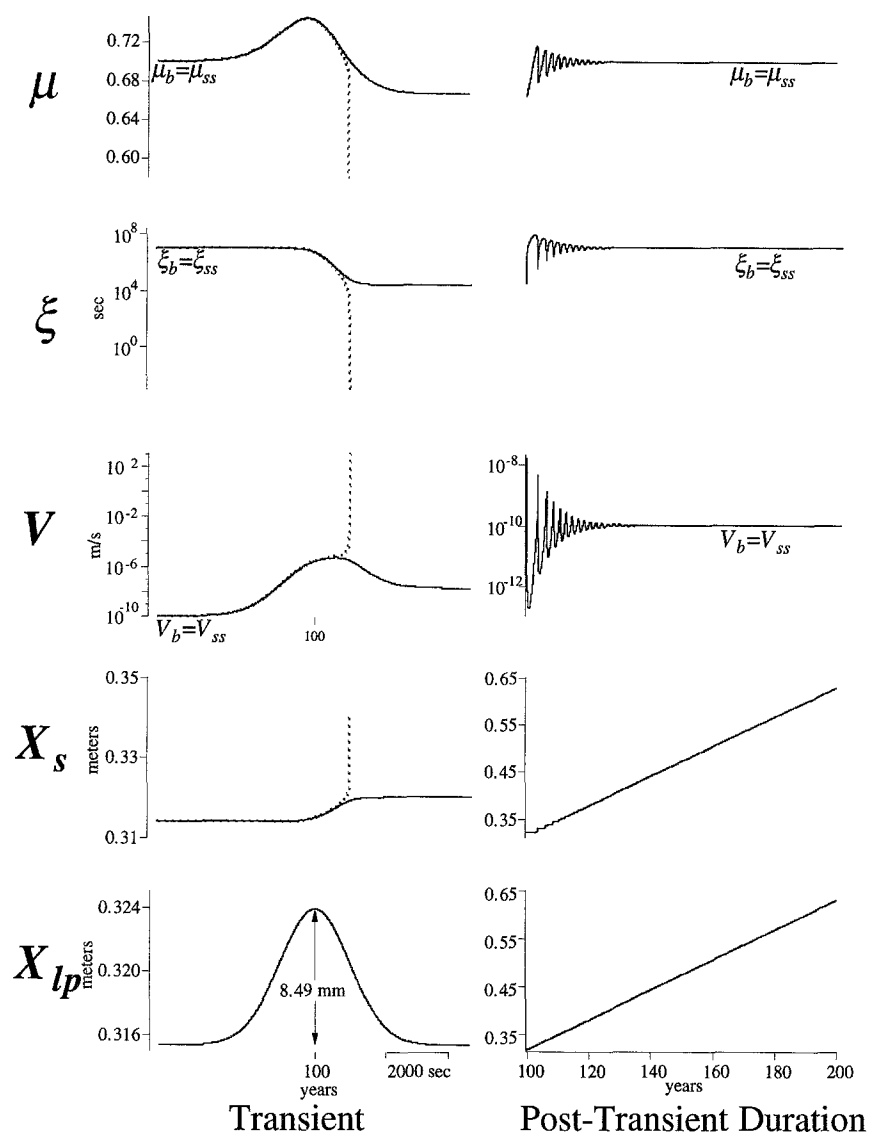 μ
0.72
0.68
0.64
0.60
μb=μss
μb=μss
ξ
sec
10^8
10^4
10^0
ξb=ξss
ξb=ξss
V
m/s
10^2
10^-2
10^-6
10^-10
Vb=Vss
100
10^-8
10^-10
10^-12
Vb=Vss
Xs
meters
0.35
0.33
0.31
0.65
0.55
0.45
0.35
Xlp
meters
0.324
0.320
0.316
8.49 mm
100
years
2000 sec
0.65
0.55
0.45
0.35
100 120 140 160 180 200
years
Transient
Post-Transient Duration